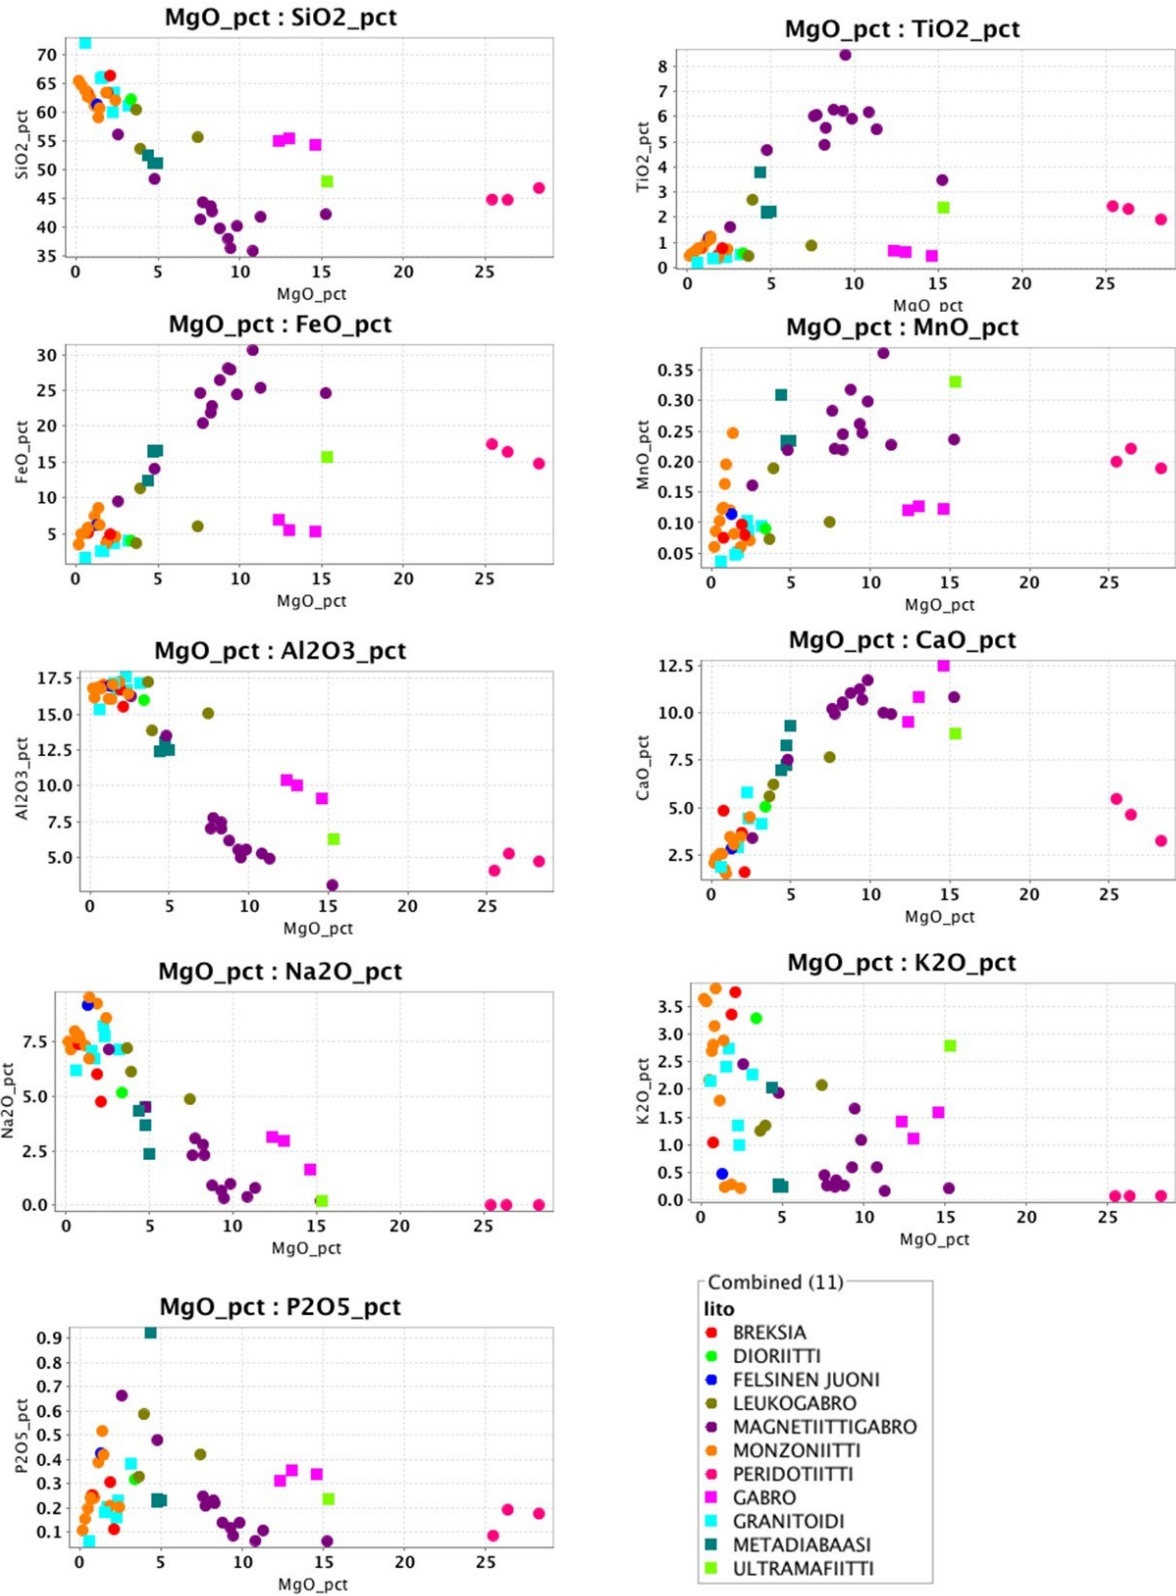 MgO_pct : SiO2_pct
SiO2_pct
70
65
60
55
50
45
40
35
0 5 10 15 20 25
MgO_pct
MgO_pct : TiO2_pct
TiO2_pct
8
7
6
5
4
3
2
1
0
0 5 10 15 20 25
MgO_pct
MgO_pct : FeO_pct
FeO_pct
30
25
20
15
10
5
0 5 10 15 20 25
MgO_pct
MgO_pct : MnO_pct
MnO_pct
0.35
0.30
0.25
0.20
0.15
0.10
0.05
0 5 10 15 20 25
MgO_pct
MgO_pct : Al2O3_pct
Al2O3_pct
17.5
15.0
12.5
10.0
7.5
5.0
0 5 10 15 20 25
MgO_pct
MgO_pct : CaO_pct
CaO_pct
12.5
10.0
7.5
5.0
2.5
0 5 10 15 20 25
MgO_pct
MgO_pct : Na2O_pct
Na2O_pct
7.5
5.0
2.5
0.0
0 5 10 15 20 25
MgO_pct
MgO_pct : K2O_pct
K2O_pct
3.5
3.0
2.5
2.0
1.5
1.0
0.5
0.0
0 5 10 15 20 25
MgO_pct
MgO_pct : P2O5_pct
P2O5_pct
0.9
0.8
0.7
0.6
0.5
0.4
0.3
0.2
0.1
0 5 10 15 20 25
MgO_pct
Combined (11)
lito
BREKSIA
DIORIITTI
FELSINEN JUONI
LEUKOGABRO
MAGNETIITTIGABRO
MONZONIITTI
PERIDOTIITTI
GABRO
GRANITOIDI
METADIABAASI
ULTRAMAFIITTI